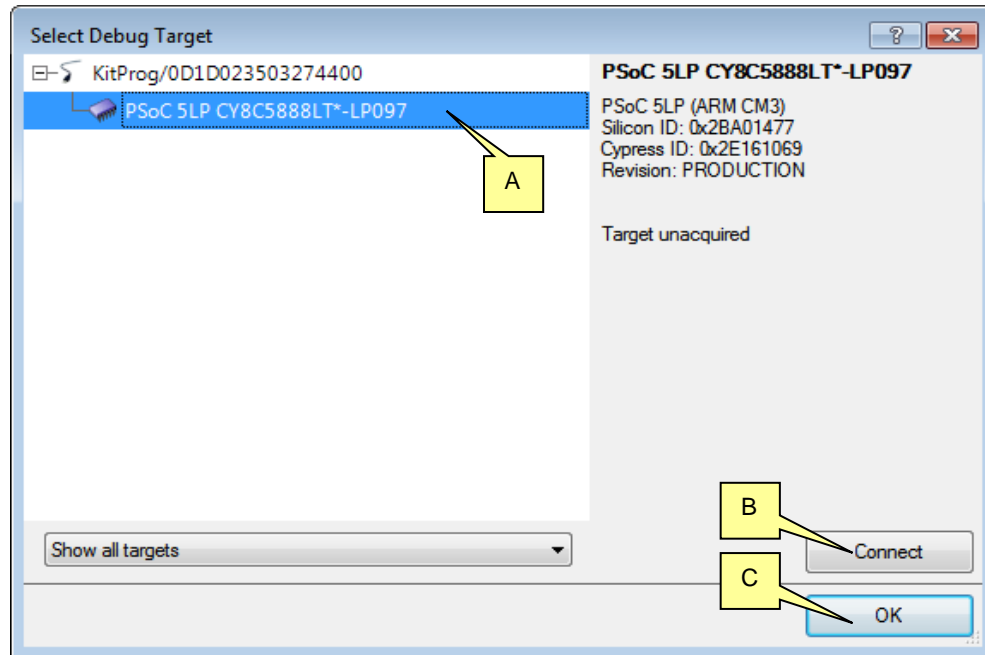 Select Debug Target
KitProg/0D1D023503274400
PSoC 5LP CY8C5888LT*-LP097
A
PSoC 5LP CY8C5888LT*-LP097
PSoC 5LP (ARM CM3)
Silicon ID: 0x2BA01477
Cypress ID: 0x2E161069
Revision: PRODUCTION
Target unacquired
Show all targets
B
Connect
C
OK